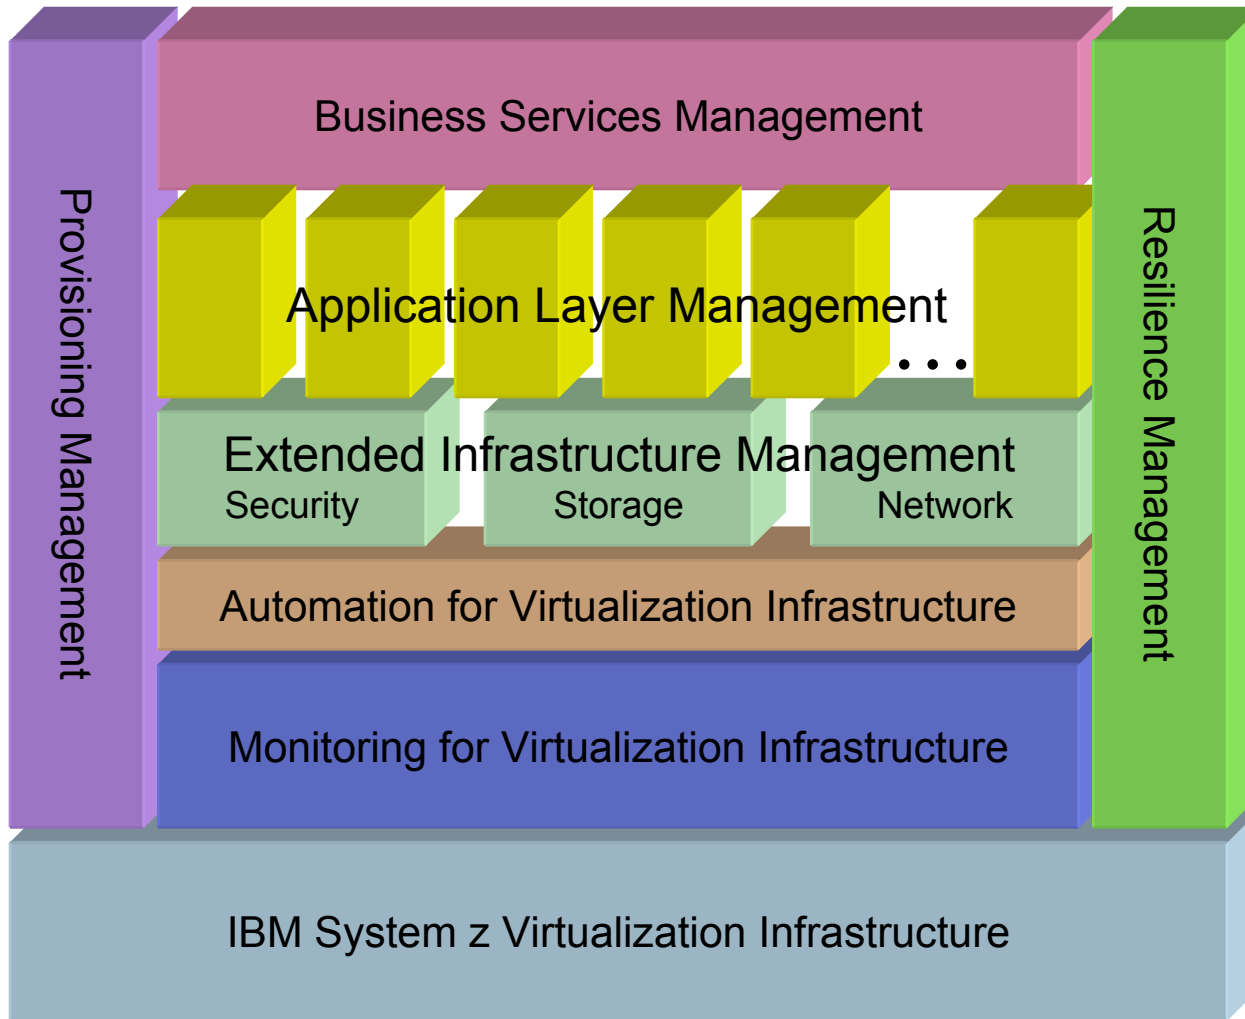 Business Services Management
Provisioning Management
Resilience Management
Application Layer Management
. . .
Extended Infrastructure Management
Security Storage Network
Automation for Virtualization Infrastructure
Monitoring for Virtualization Infrastructure
IBM System z Virtualization Infrastructure